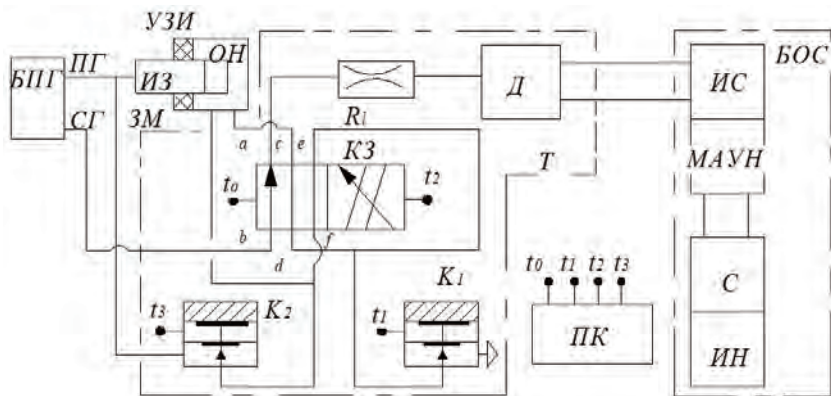 УЗИ
ОН
БОС
ПГ
БПГ
ИЗ
Д
ИС
СГ
ЗМ
R1
a
c
e
КЗ
Т
МАУН
t0
t2
b
f
d
K1
t0 t1 t2 t3
С
t3
K2
t1
ПК
ИН